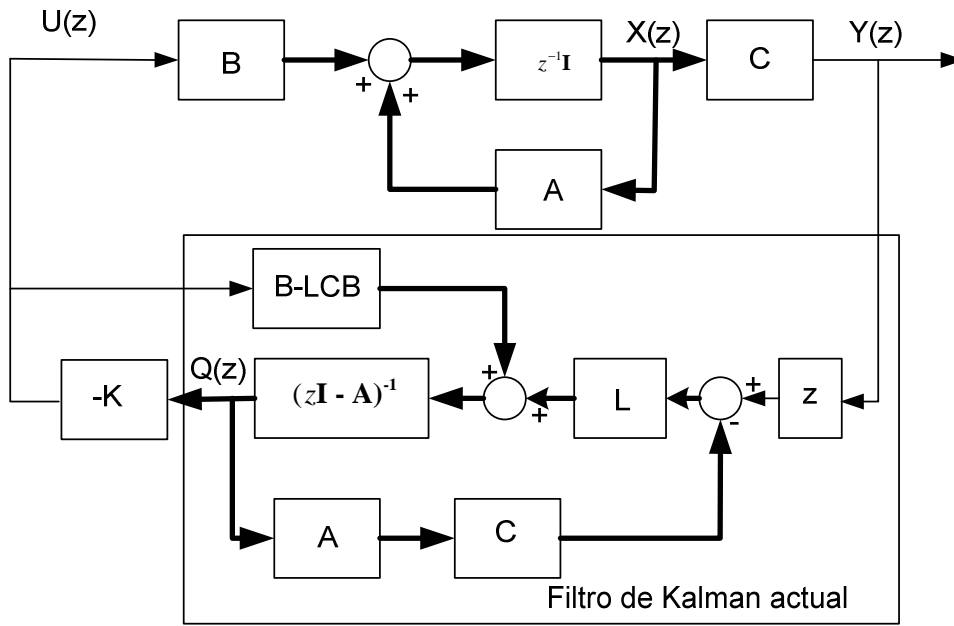 U(z)
X(z)
Y(z)
B
z⁻¹I
C
+
+
A
B-LCB
Q(z)
-K
(zI - A)⁻¹
+
+
L
+
-
z
A
C
Filtro de Kalman actual